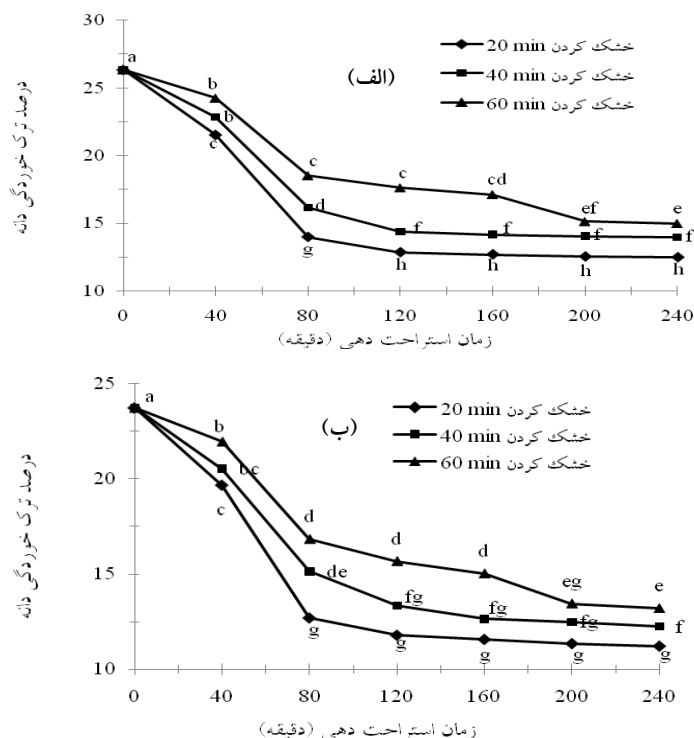 30
25
20
15
10
درصد ترک خوردگی دانه
(الف)
20 min خشک کردن
40 min خشک کردن
60 min خشک کردن
a
b
b
c
c
d
g
c
f
h
cd
f
h
ef
f
h
e
f
h
0 40 80 120 160 200 240
زمان استراحت دهی (دقیقه)
25
20
15
10
درصد ترک خوردگی دانه
(ب)
20 min خشک کردن
40 min خشک کردن
60 min خشک کردن
a
b
bc
c
d
de
g
d
fg
g
d
fg
g
eg
fg
g
e
f
g
0 40 80 120 160 200 240
زمان استراحت دهی (دقیقه)